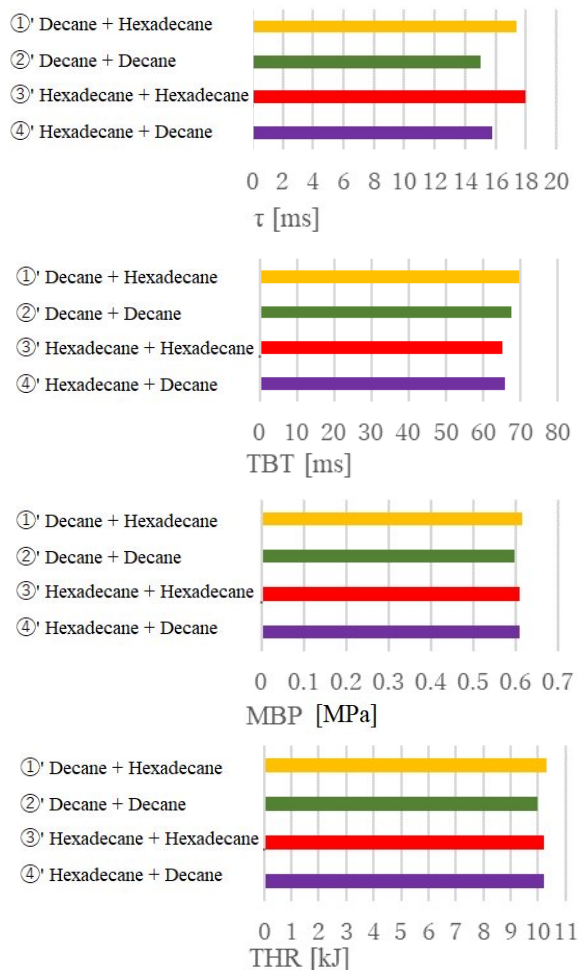 ①' Decane + Hexadecane
②' Decane + Decane
③' Hexadecane + Hexadecane
④' Hexadecane + Decane
0 2 4 6 8 10 12 14 16 18 20
τ [ms]
①' Decane + Hexadecane
②' Decane + Decane
③' Hexadecane + Hexadecane
④' Hexadecane + Decane
0 10 20 30 40 50 60 70 80
TBT [ms]
①' Decane + Hexadecane
②' Decane + Decane
③' Hexadecane + Hexadecane
④' Hexadecane + Decane
0 0.1 0.2 0.3 0.4 0.5 0.6 0.7
MBP [MPa]
①' Decane + Hexadecane
②' Decane + Decane
③' Hexadecane + Hexadecane
④' Hexadecane + Decane
0 1 2 3 4 5 6 7 8 9 10 11
THR [kJ]